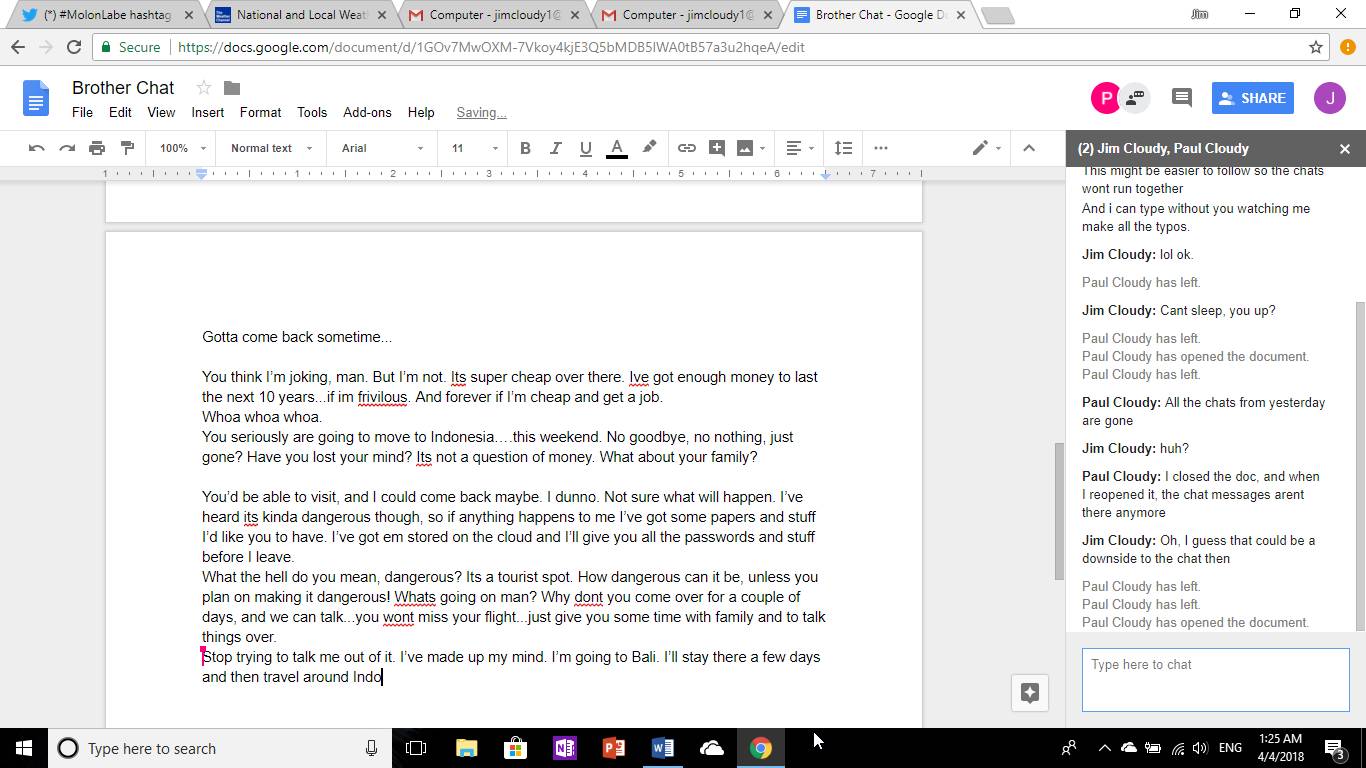 (*) #MolonLabe hashtag
National and Local Weat
Computer - jimcloudy1@
Computer - jimcloudy1@
Brother Chat - Google Do
Jim
Secure
https://docs.google.com/document/d/1GOv7MwOXM-7Vkoy4kjE3Q5bMDB5lWA0tB57a3u2hqeA/edit
Brother Chat
File Edit View Insert Format Tools Add-ons Help Saving...
P
SHARE
J
100% Normal text Arial 11 B I U A
1 1 2 3 4 5 6 7
Gotta come back sometime...
You think I’m joking, man. But I’m not. Its super cheap over there. Ive got enough money to last
the next 10 years...if im frivilous. And forever if I’m cheap and get a job.
Whoa whoa whoa.
You seriously are going to move to Indonesia….this weekend. No goodbye, no nothing, just
gone? Have you lost your mind? Its not a question of money. What about your family?
You’d be able to visit, and I could come back maybe. I dunno. Not sure what will happen. I’ve
heard its kinda dangerous though, so if anything happens to me I’ve got some papers and stuff
I’d like you to have. I’ve got em stored on the cloud and I’ll give you all the passwords and stuff
before I leave.
What the hell do you mean, dangerous? Its a tourist spot. How dangerous can it be, unless you
plan on making it dangerous! Whats going on man? Why dont you come over for a couple of
days, and we can talk...you wont miss your flight...just give you some time with family and to talk
things over.
Stop trying to talk me out of it. I’ve made up my mind. I’m going to Bali. I’ll stay there a few days
and then travel around Indo
(2) Jim Cloudy, Paul Cloudy
This might be easier to follow so the chats
wont run together
And i can type without you watching me
make all the typos.
Jim Cloudy: lol ok.
Paul Cloudy has left.
Jim Cloudy: Cant sleep, you up?
Paul Cloudy has left.
Paul Cloudy has opened the document.
Paul Cloudy has left.
Paul Cloudy: All the chats from yesterday
are gone
Jim Cloudy: huh?
Paul Cloudy: I closed the doc, and when
I reopened it, the chat messages arent
there anymore
Jim Cloudy: Oh, I guess that could be a
downside to the chat then
Paul Cloudy has left.
Paul Cloudy has left.
Paul Cloudy has opened the document.
Type here to chat
Type here to search
ENG
1:25 AM
4/4/2018
3